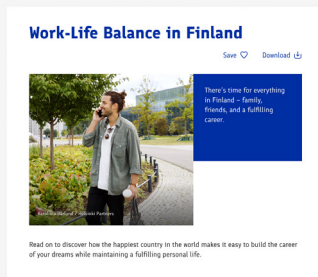 Work-Life Balance in Finland
Save
Download
There's time for everything
in Finland – family,
friends, and a fulfilling
career.
/ Helsinki Partners
Read on to discover how the happiest country in the world makes it easy to build the career
of your dreams while maintaining a fulfilling personal life.